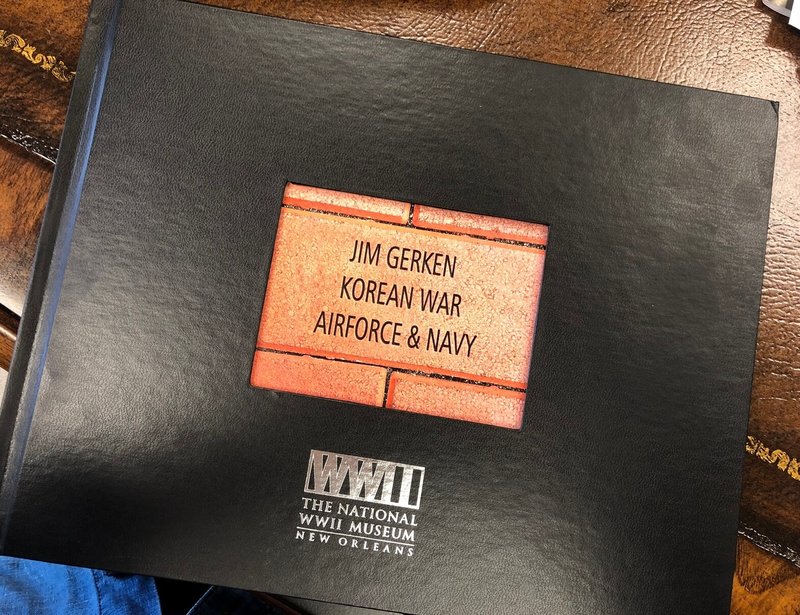 JIM GERKEN
KOREAN WAR
AIRFORCE & NAVY
WWII
THE NATIONAL
WWII MUSEUM
NEW ORLEANS